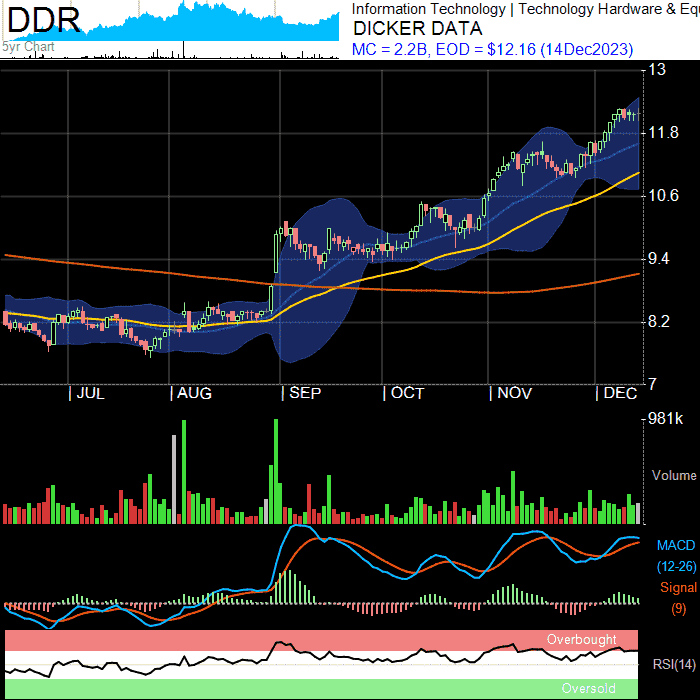 DDR
5yr Chart
Information Technology | Technology Hardware & Equ
DICKER DATA
MC = 2.2B, EOD = $12.16 (14Dec2023)
13
11.8
10.6
9.4
8.2
7
| JUL | AUG | SEP | OCT | NOV | DEC
981k
Volume
MACD
(12-26)
Signal
(9)
Overbought
RSI(14)
Oversold